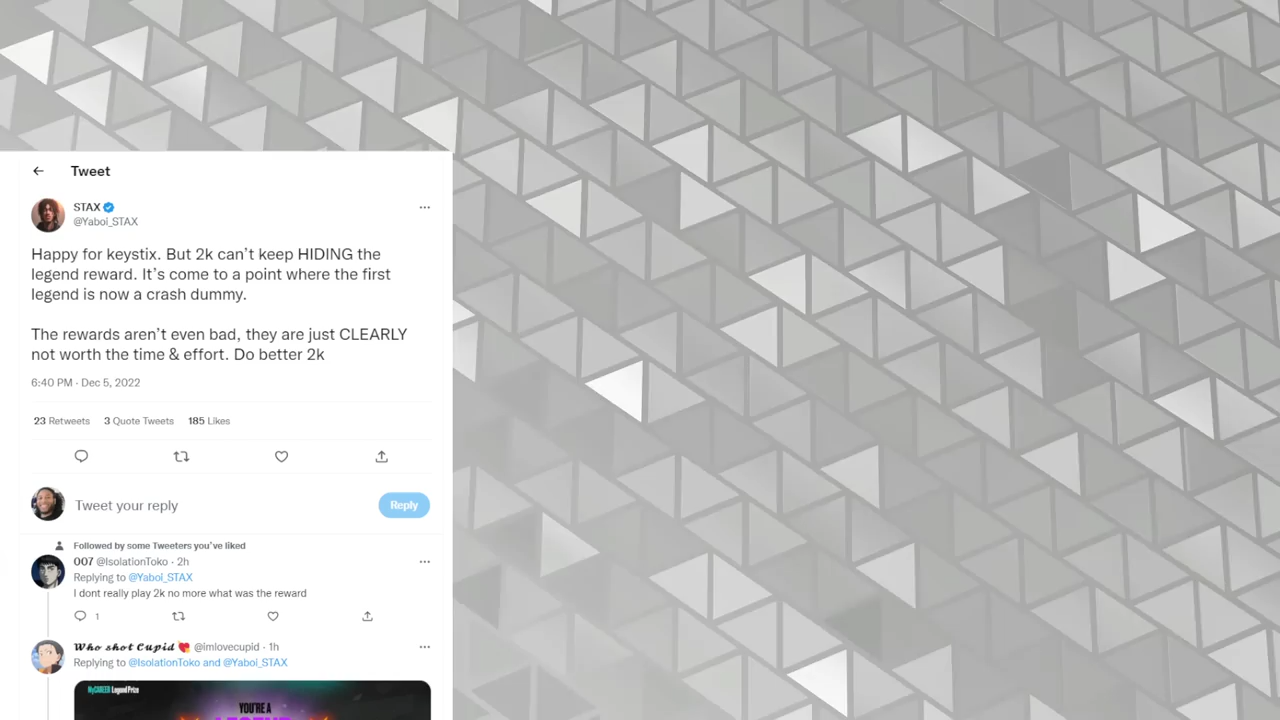 Tweet
STAX
@Yaboi_STAX
Happy for keystix. But 2k can't keep HIDING the
legend reward. It's come to a point where the first
legend is now a crash dummy.
The rewards aren't even bad, they are just CLEARLY
not worth the time & effort. Do better 2k
6:40 PM · Dec 5, 2022
23 Retweets 3 Quote Tweets 185 Likes
Tweet your reply
Reply
Followed by some Tweeters you've liked
007 @IsolationToko · 2h
Replying to @Yaboi_STAX
I dont really play 2k no more what was the reward
1
Who shot Cupid 💘 @imlovecupid · 1h
Replying to @IsolationToko and @Yaboi_STAX
MyCAREER Legend Prize
YOU'RE A
LEGEND